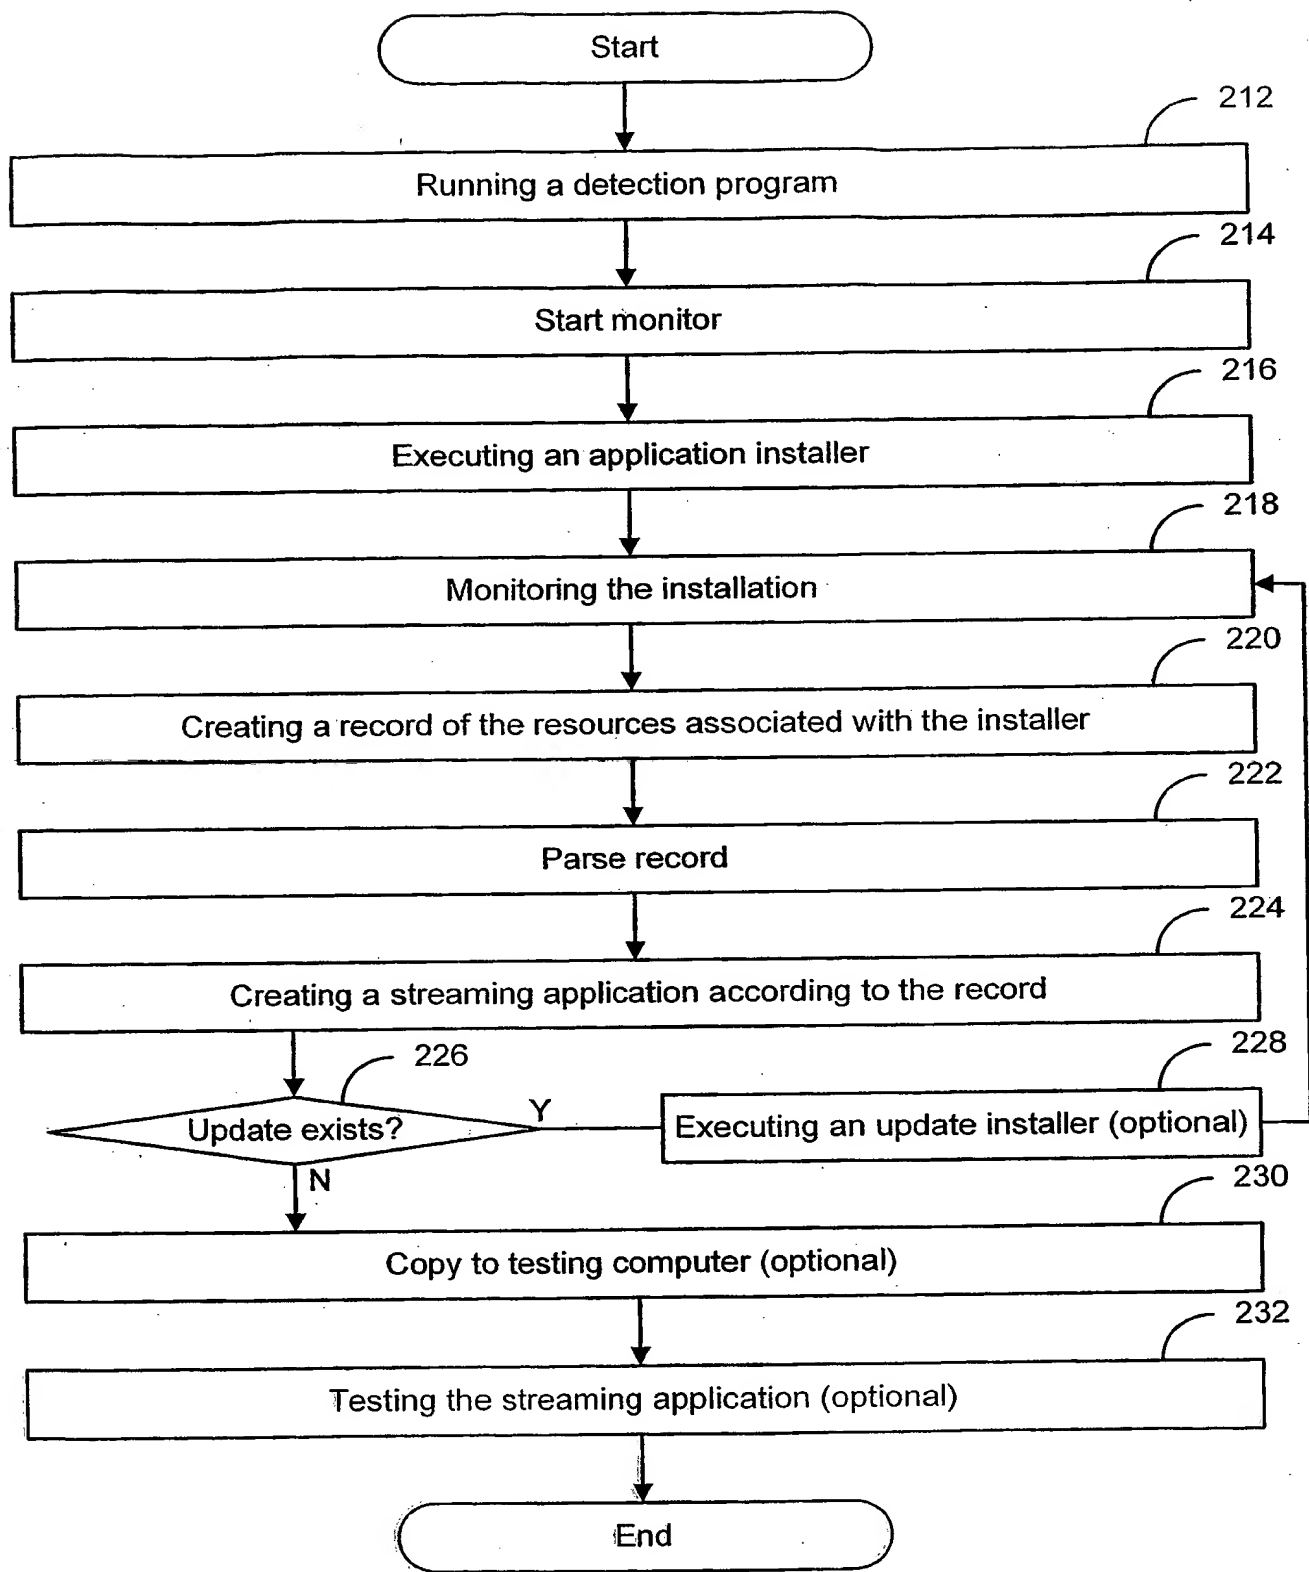 Start
212
Running a detection program
214
Start monitor
216
Executing an application installer
218
Monitoring the installation
220
Creating a record of the resources associated with the installer
222
Parse record
224
Creating a streaming application according to the record
226
228
Update exists?
Y
Executing an update installer (optional)
N
230
Copy to testing computer (optional)
232
Testing the streaming application (optional)
End